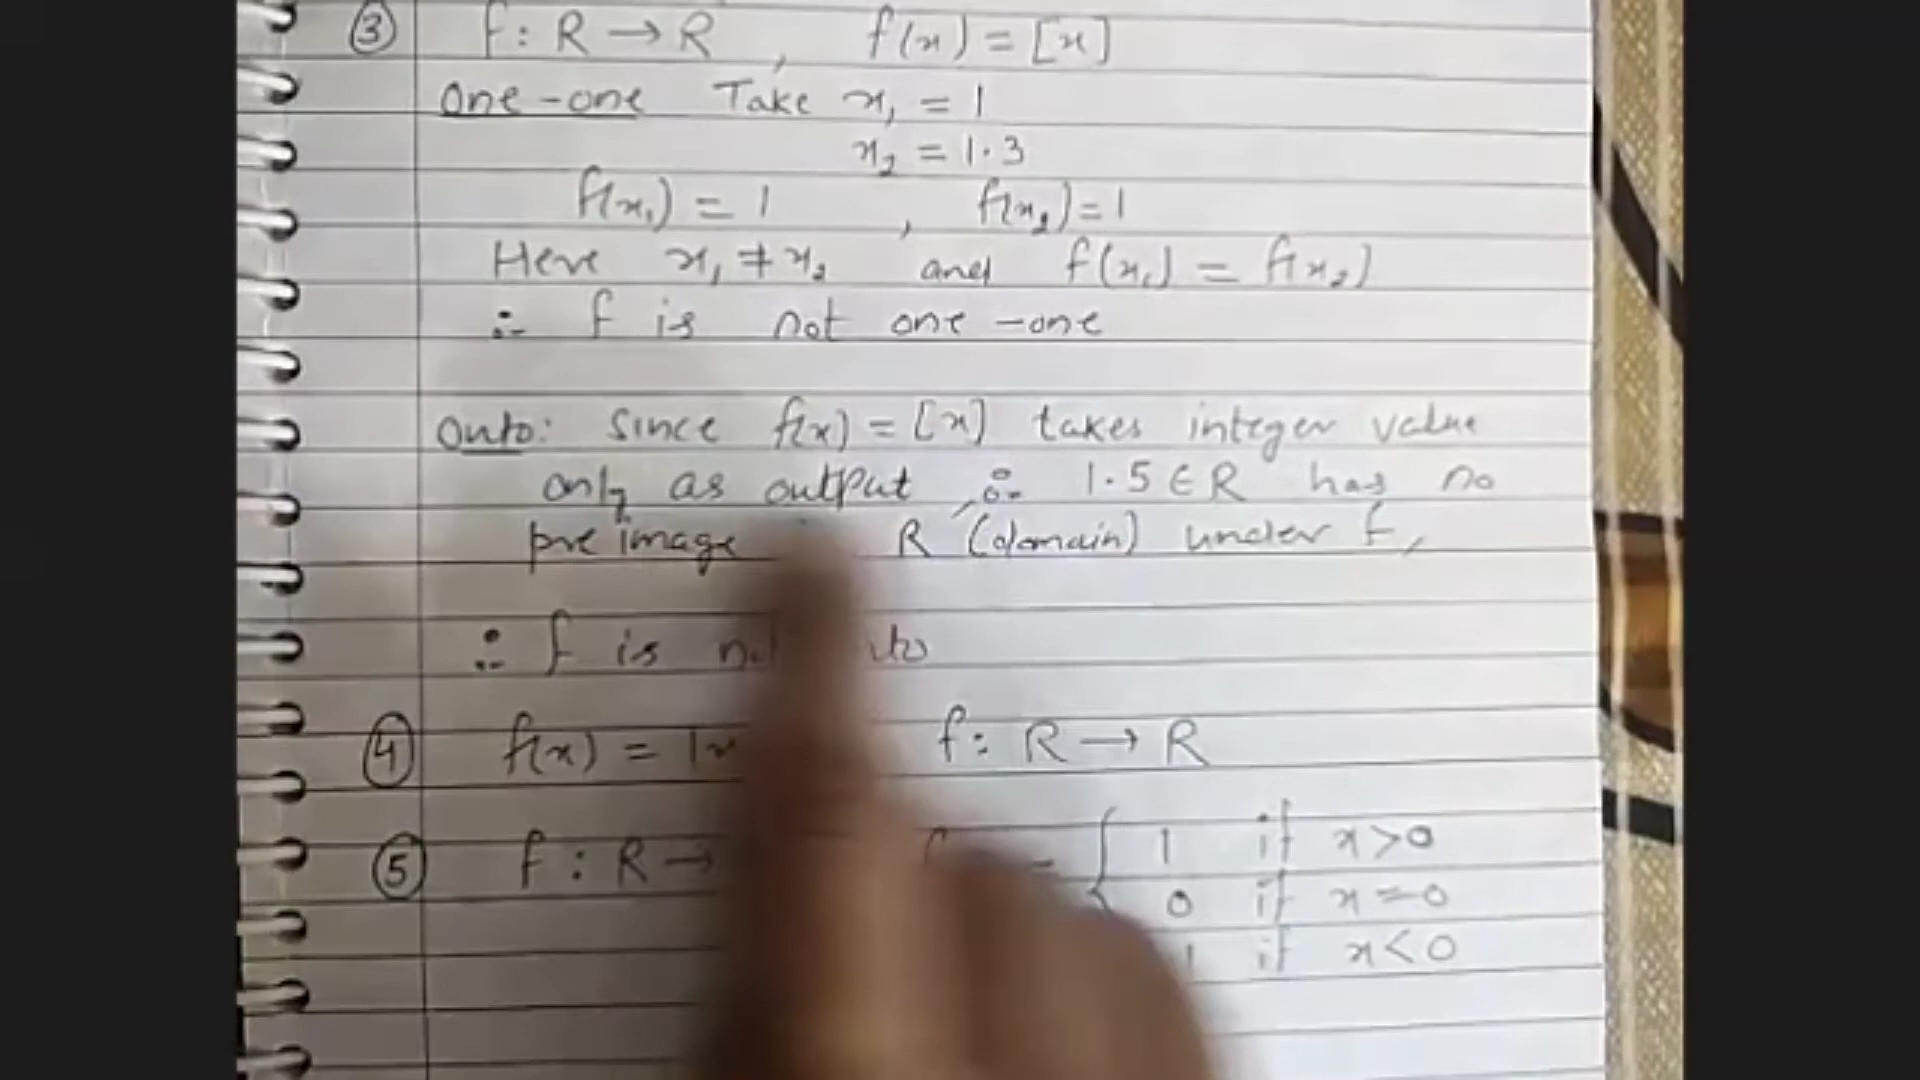 ③ f: R → R , f(x) = [x]
One-one Take x₁ = 1
x₂ = 1.3
f(x₁) = 1 , f(x₂) = 1
Here x₁ ≠ x₂ and f(x₁) = f(x₂)
∴ f is not one-one
Onto: Since f(x) = [x] takes integer value
only as output, ∴ 1.5 ∈ R has no
pre image R (domain) under f,
∴ f is
④ f(x) = f: R → R
⑤ f: R → { 1 if x>0
0 if x=0
1 if x<0